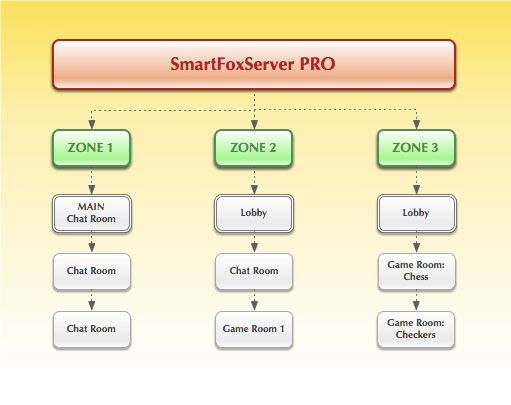 SmartFoxServer PRO
ZONE 1
ZONE 2
ZONE 3
MAIN
Chat Room
Lobby
Lobby
Chat Room
Chat Room
Game Room:
Chess
Chat Room
Game Room 1
Game Room:
Checkers